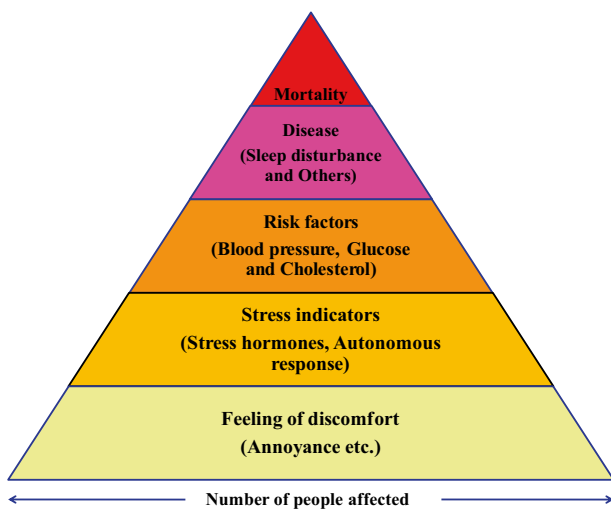 Mortality
Disease
(Sleep disturbance
and Others)
Risk factors
(Blood pressure, Glucose
and Cholesterol)
Stress indicators
(Stress hormones, Autonomous
response)
Feeling of discomfort
(Annoyance etc.)
Number of people affected